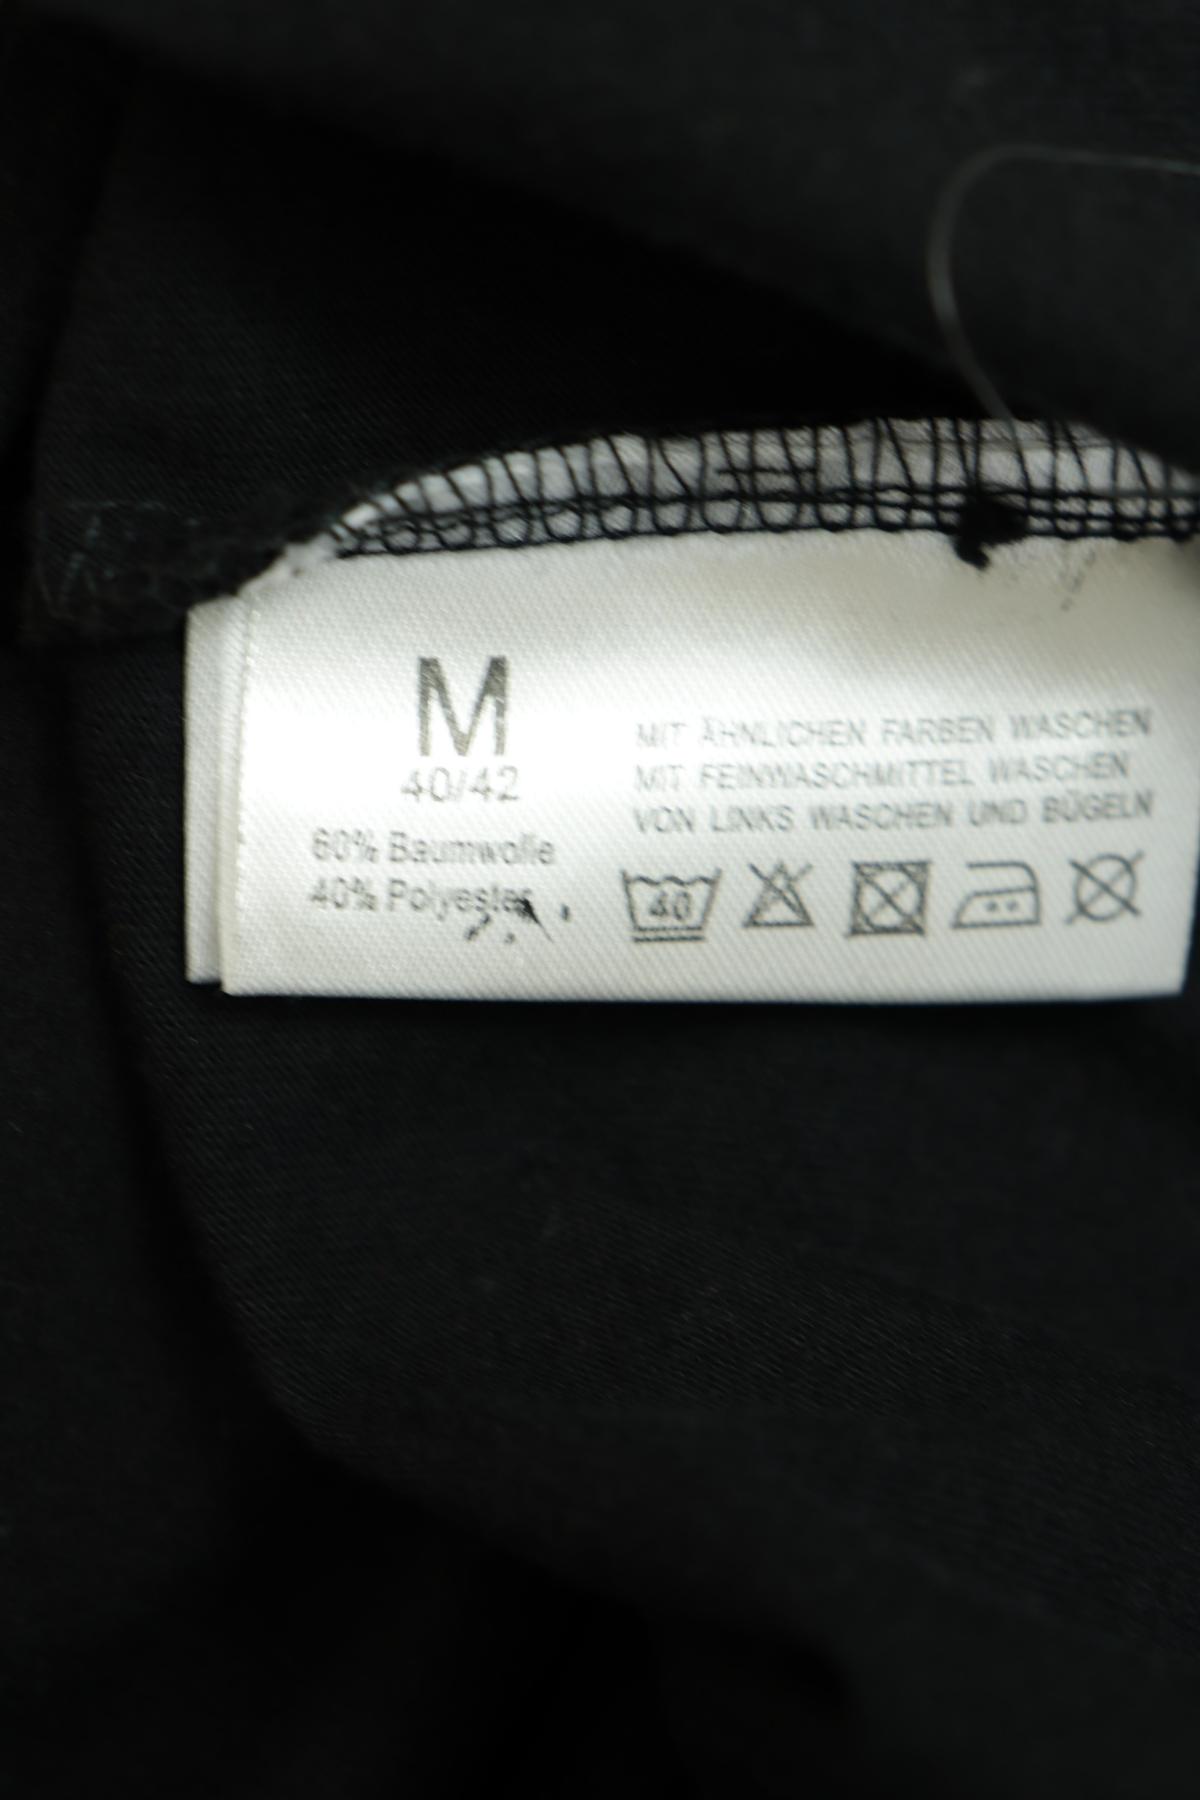 M
40/42
60% Baumwolle
40% Polyester
MIT ÄHNLICHEN FARBEN WASCHEN
MIT FEINWASCHMITTEL WASCHEN
VON LINKS WASCHEN UND BÜGELN
40